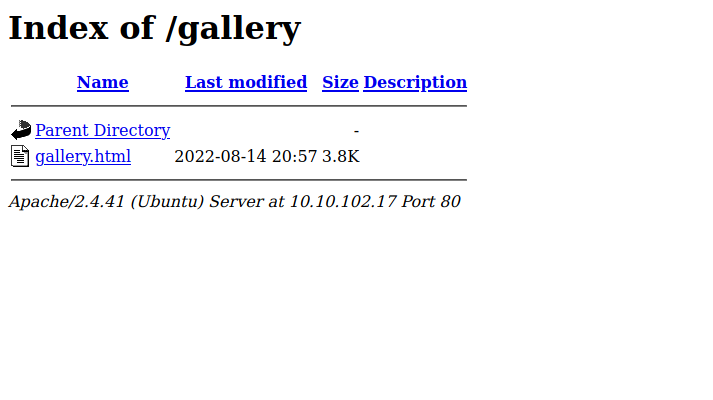 Index of /gallery
Name Last modified Size Description
Parent Directory -
gallery.html 2022-08-14 20:57 3.8K
Apache/2.4.41 (Ubuntu) Server at 10.10.102.17 Port 80